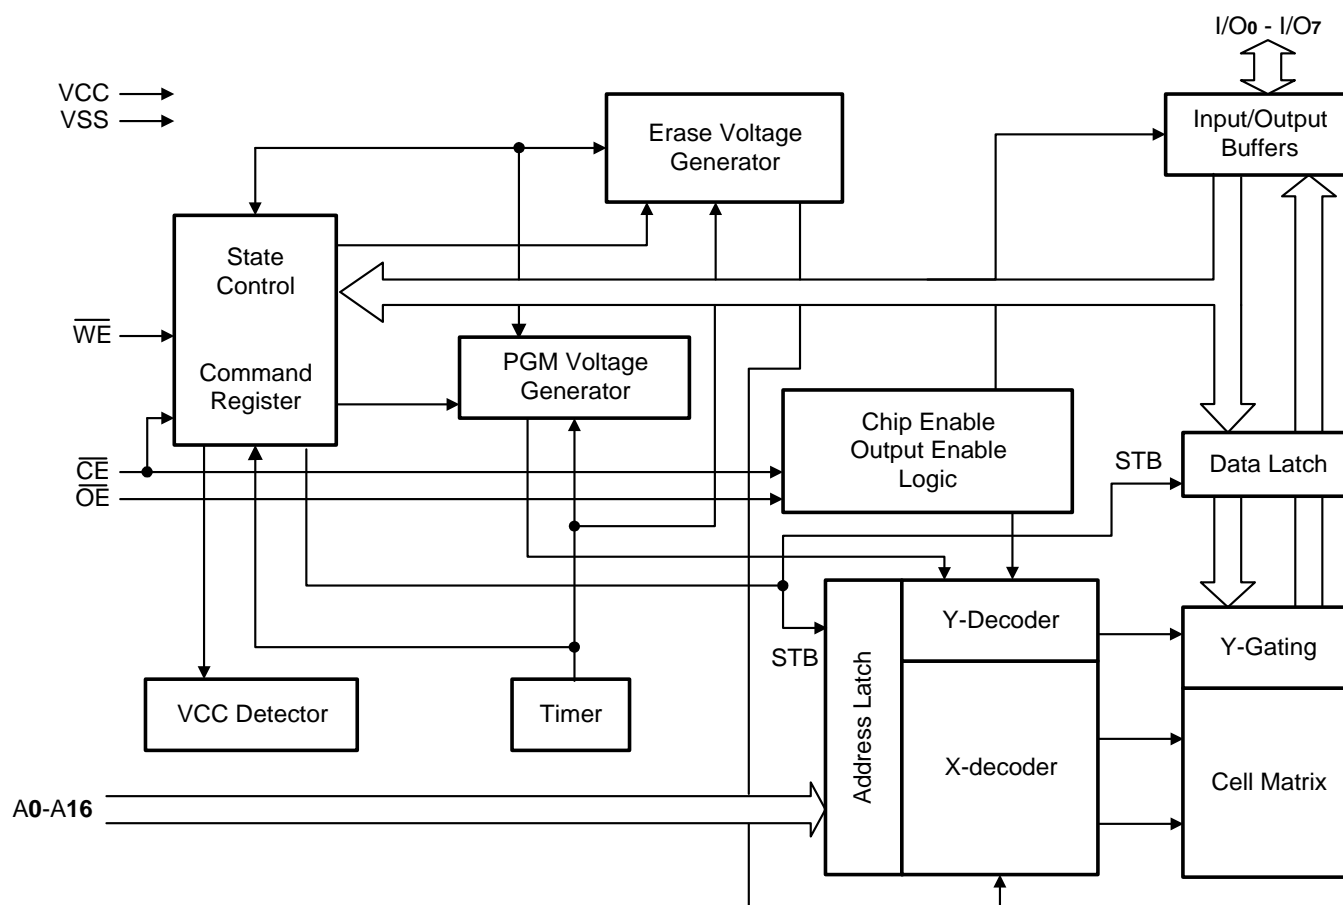 I/O0 - I/O7
VCC
VSS
Erase Voltage
Generator
Input/Output
Buffers
State
Control
Command
Register
WE
PGM Voltage
Generator
CE
OE
Chip Enable
Output Enable
Logic
STB
Data Latch
Y-Decoder
STB
Address Latch
Y-Gating
VCC Detector
Timer
X-decoder
Cell Matrix
A0-A16